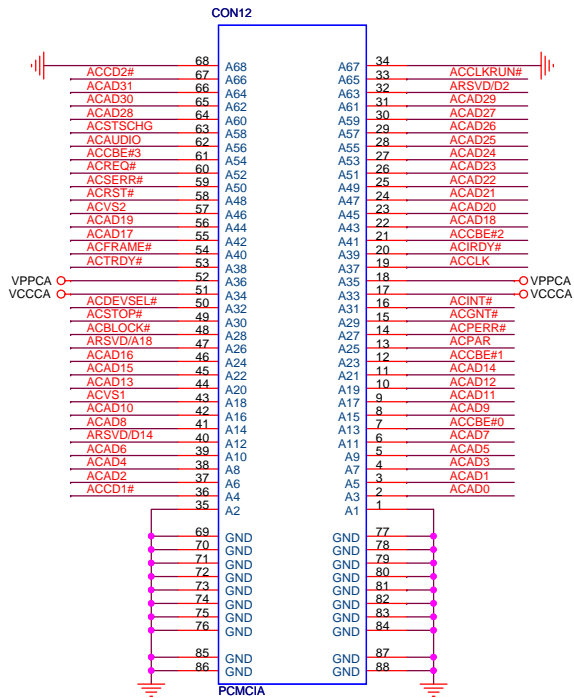 CON12
68 A68 A67 34
ACCD2# 67 A66 A65 33 ACCLKRUN#
ACAD31 66 A64 A63 32 ARSVD/D2
ACAD30 65 A62 A61 31 ACAD29
ACAD28 64 A60 A59 30 ACAD27
ACSTSCHG 63 A58 A57 29 ACAD26
ACAUDIO 62 A56 A55 28 ACAD25
ACCBE#3 61 A54 A53 27 ACAD24
ACREQ# 60 A52 A51 26 ACAD23
ACSERR# 59 A50 A49 25 ACAD22
ACRST# 58 A48 A47 24 ACAD21
ACVS2 57 A46 A45 23 ACAD20
ACAD19 56 A44 A43 22 ACAD18
ACAD17 55 A42 A41 21 ACCBE#2
ACFRAME# 54 A40 A39 20 ACIRDY#
ACTRDY# 53 A38 A37 19 ACCLK
VPPCA 52 A36 A35 18 VPPCA
VCCCA 51 A34 A33 17 VCCCA
ACDEVSEL# 50 A32 A31 16 ACINT#
ACSTOP# 49 A30 A29 15 ACGNT#
ACBLOCK# 48 A28 A27 14 ACPERR#
ARSVD/A18 47 A26 A25 13 ACPAR
ACAD16 46 A24 A23 12 ACCBE#1
ACAD15 45 A22 A21 11 ACAD14
ACAD13 44 A20 A19 10 ACAD12
ACVS1 43 A18 A17 9 ACAD11
ACAD10 42 A16 A15 8 ACAD9
ACAD8 41 A14 A13 7 ACCBE#0
ARSVD/D14 40 A12 A11 6 ACAD7
ACAD6 39 A10 A9 5 ACAD5
ACAD4 38 A8 A7 4 ACAD3
ACAD2 37 A6 A5 3 ACAD1
ACCD1# 36 A4 A3 2 ACAD0
35 A2 A1 1
69 GND GND 77
70 GND GND 78
71 GND GND 79
72 GND GND 80
73 GND GND 81
74 GND GND 82
75 GND GND 83
76 GND GND 84
85 GND GND 87
86 GND GND 88
PCMCIA